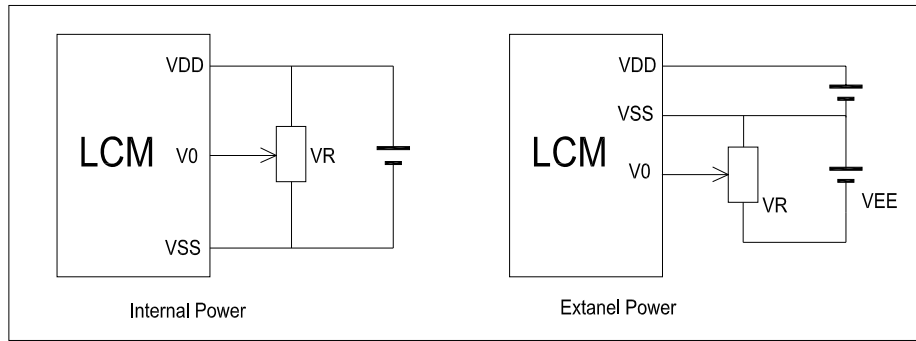 VDD
LCM
V0
VR
VSS
Internal Power
VDD
VSS
LCM
V0
VR
VEE
Extanel Power